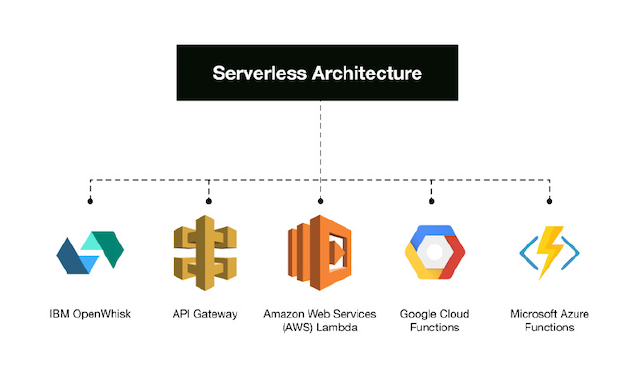 Serverless Architecture
IBM OpenWhisk
API Gateway
Amazon Web Services
(AWS) Lambda
Google Cloud
Functions
Microsoft Azure
Functions